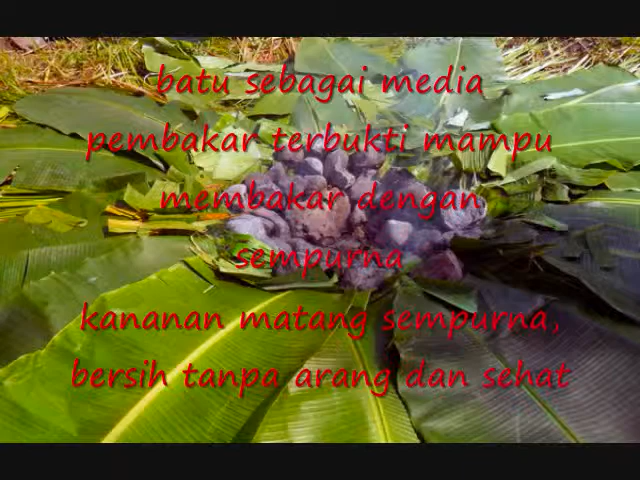 batu sebagai media
pembakar terbukti mampu
membakar dengan
sempurna
kananan matang sempurna,
bersih tanpa arang dan sehat